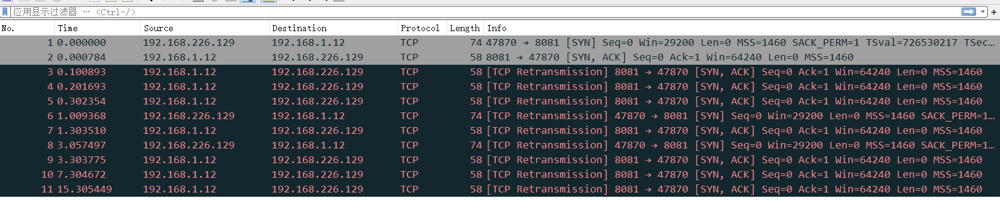 应用显示过滤器 … <Ctrl-/>
No. Time Source Destination Protocol Length Info
1 0.000000 192.168.226.129 192.168.1.12 TCP 74 47870 → 8081 [SYN] Seq=0 Win=29200 Len=0 MSS=1460 SACK_PERM=1 TSval=726530217 TSec…
2 0.000784 192.168.1.12 192.168.226.129 TCP 58 8081 → 47870 [SYN, ACK] Seq=0 Ack=1 Win=64240 Len=0 MSS=1460
3 0.100893 192.168.1.12 192.168.226.129 TCP 58 [TCP Retransmission] 8081 → 47870 [SYN, ACK] Seq=0 Ack=1 Win=64240 Len=0 MSS=1460
4 0.201693 192.168.1.12 192.168.226.129 TCP 58 [TCP Retransmission] 8081 → 47870 [SYN, ACK] Seq=0 Ack=1 Win=64240 Len=0 MSS=1460
5 0.302354 192.168.1.12 192.168.226.129 TCP 58 [TCP Retransmission] 8081 → 47870 [SYN, ACK] Seq=0 Ack=1 Win=64240 Len=0 MSS=1460
6 1.009368 192.168.226.129 192.168.1.12 TCP 74 [TCP Retransmission] 47870 → 8081 [SYN] Seq=0 Win=29200 Len=0 MSS=1460 SACK_PERM=1…
7 1.303510 192.168.1.12 192.168.226.129 TCP 58 [TCP Retransmission] 8081 → 47870 [SYN, ACK] Seq=0 Ack=1 Win=64240 Len=0 MSS=1460
8 3.057497 192.168.226.129 192.168.1.12 TCP 74 [TCP Retransmission] 47870 → 8081 [SYN] Seq=0 Win=29200 Len=0 MSS=1460 SACK_PERM=1…
9 3.303775 192.168.1.12 192.168.226.129 TCP 58 [TCP Retransmission] 8081 → 47870 [SYN, ACK] Seq=0 Ack=1 Win=64240 Len=0 MSS=1460
10 7.304672 192.168.1.12 192.168.226.129 TCP 58 [TCP Retransmission] 8081 → 47870 [SYN, ACK] Seq=0 Ack=1 Win=64240 Len=0 MSS=1460
11 15.305449 192.168.1.12 192.168.226.129 TCP 58 [TCP Retransmission] 8081 → 47870 [SYN, ACK] Seq=0 Ack=1 Win=64240 Len=0 MSS=1460